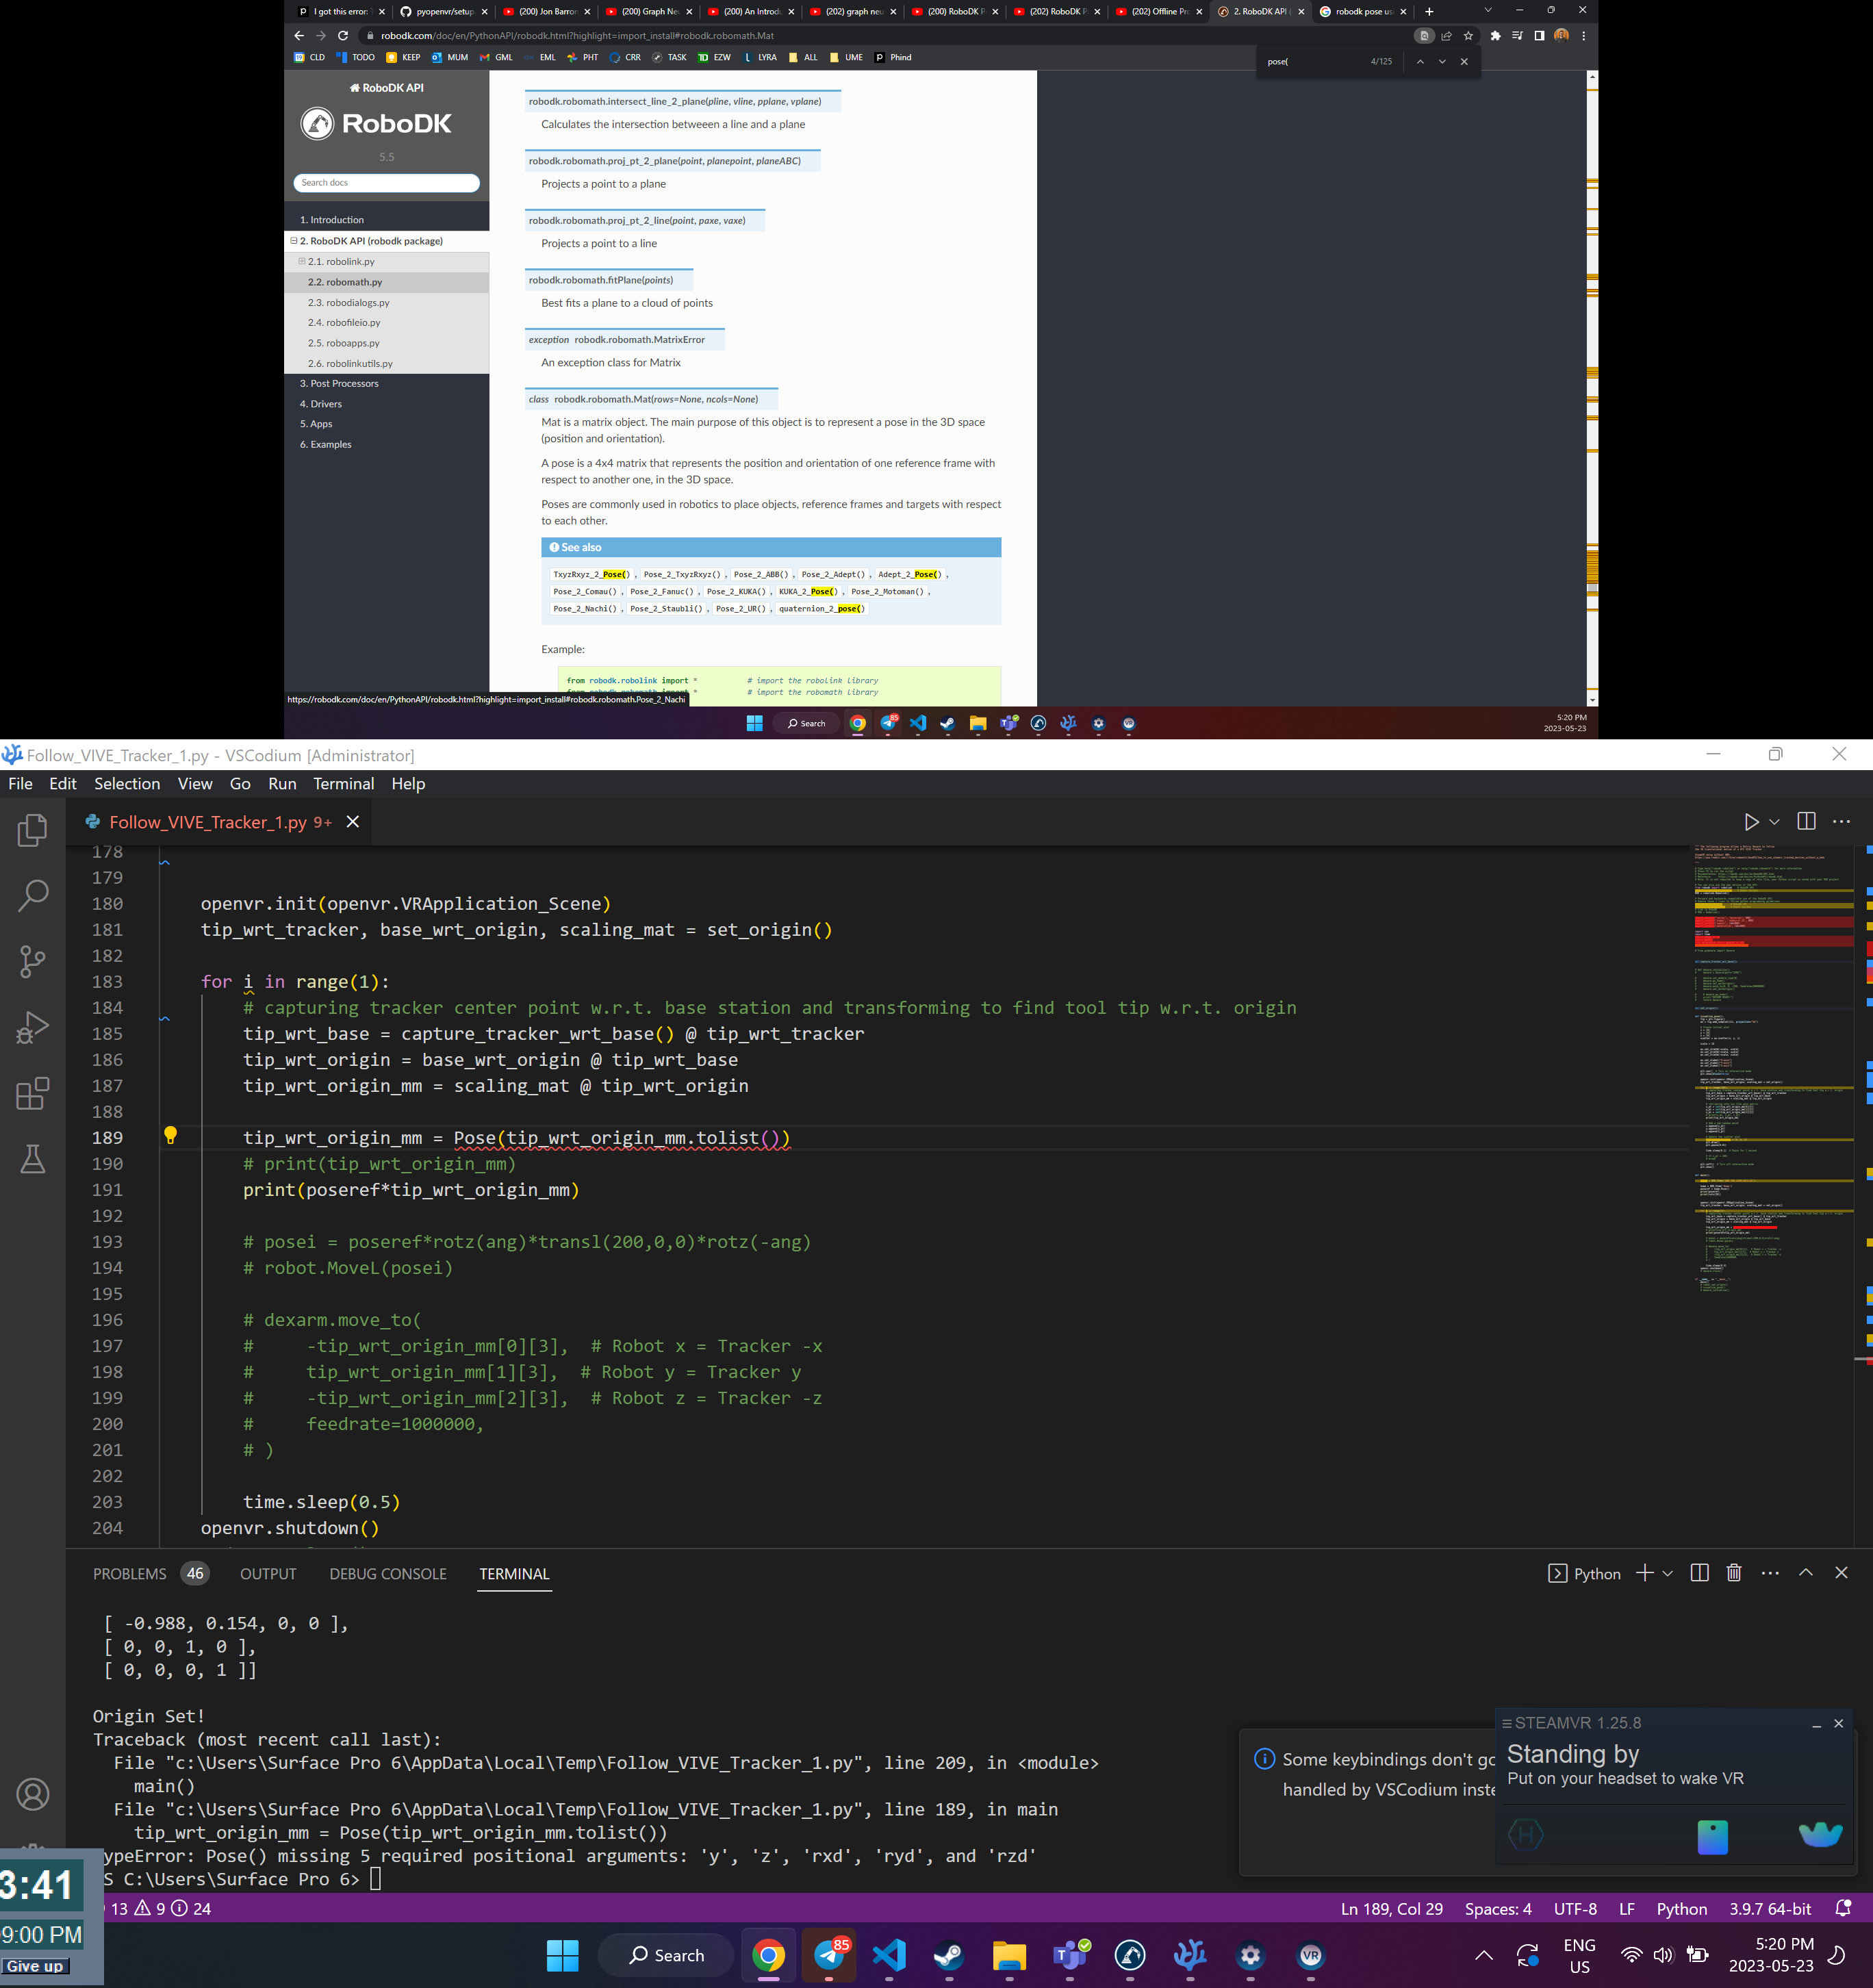 I got this error: T
pyopenvr/setup
(200) Jon Barron
(200) Graph Ne
(200) An Introdu
(202) graph neu
(200) RoboDK P
(202) RoboDK P
(202) Offline Pr
2. RoboDK API (
robodk pose us
robodk.com/doc/en/PythonAPI/robodk.html?highlight=import_install#robodk.robomath.Mat
CLD TODO KEEP MUM GML EML PHT CRR TASK EZW LYRA ALL UME Phind
pose( 4/125
RoboDK API
RoboDK
5.5
Search docs
1. Introduction
2. RoboDK API (robodk package)
2.1. robolink.py
2.2. robomath.py
2.3. robodialogs.py
2.4. robofileio.py
2.5. roboapps.py
2.6. robolinkutils.py
3. Post Processors
4. Drivers
5. Apps
6. Examples
robodk.robomath.intersect_line_2_plane(pline, vline, pplane, vplane)
Calculates the intersection betweeen a line and a plane
robodk.robomath.proj_pt_2_plane(point, planepoint, planeABC)
Projects a point to a plane
robodk.robomath.proj_pt_2_line(point, paxe, vaxe)
Projects a point to a line
robodk.robomath.fitPlane(points)
Best fits a plane to a cloud of points
exception robodk.robomath.MatrixError
An exception class for Matrix
class robodk.robomath.Mat(rows=None, ncols=None)
Mat is a matrix object. The main purpose of this object is to represent a pose in the 3D space
(position and orientation).
A pose is a 4x4 matrix that represents the position and orientation of one reference frame with
respect to another one, in the 3D space.
Poses are commonly used in robotics to place objects, reference frames and targets with respect
to each other.
See also
TxyzRxyz_2_Pose() , Pose_2_TxyzRxyz() , Pose_2_ABB() , Pose_2_Adept() , Adept_2_Pose() ,
Pose_2_Comau() , Pose_2_Fanuc() , Pose_2_KUKA() , KUKA_2_Pose() , Pose_2_Motoman() ,
Pose_2_Nachi() , Pose_2_Staubli() , Pose_2_UR() , quaternion_2_pose()
Example:
from robodk.robolink import * # import the robolink library
from robodk.robomath import * # import the robomath library
https://robodk.com/doc/en/PythonAPI/robodk.html?highlight=import_install#robodk.robomath.Pose_2_Nachi
Search
85
5:20 PM
2023-05-23
Follow_VIVE_Tracker_1.py - VSCodium [Administrator]
File Edit Selection View Go Run Terminal Help
Follow_VIVE_Tracker_1.py 9+
178
179
180 openvr.init(openvr.VRApplication_Scene)
181 tip_wrt_tracker, base_wrt_origin, scaling_mat = set_origin()
182
183 for i in range(1):
184 # capturing tracker center point w.r.t. base station and transforming to find tool tip w.r.t. origin
185 tip_wrt_base = capture_tracker_wrt_base() @ tip_wrt_tracker
186 tip_wrt_origin = base_wrt_origin @ tip_wrt_base
187 tip_wrt_origin_mm = scaling_mat @ tip_wrt_origin
188
189 tip_wrt_origin_mm = Pose(tip_wrt_origin_mm.tolist())
190 # print(tip_wrt_origin_mm)
191 print(poseref*tip_wrt_origin_mm)
192
193 # posei = poseref*rotz(ang)*transl(200,0,0)*rotz(-ang)
194 # robot.MoveL(posei)
195
196 # dexarm.move_to(
197 # -tip_wrt_origin_mm[0][3], # Robot x = Tracker -x
198 # tip_wrt_origin_mm[1][3], # Robot y = Tracker y
199 # -tip_wrt_origin_mm[2][3], # Robot z = Tracker -z
200 # feedrate=1000000,
201 # )
202
203 time.sleep(0.5)
204 openvr.shutdown()
PROBLEMS 46 OUTPUT DEBUG CONSOLE TERMINAL
Python
[ -0.988, 0.154, 0, 0 ],
[ 0, 0, 1, 0 ],
[ 0, 0, 0, 1 ]]
Origin Set!
Traceback (most recent call last):
File "c:\Users\Surface Pro 6\AppData\Local\Temp\Follow_VIVE_Tracker_1.py", line 209, in <module>
main()
File "c:\Users\Surface Pro 6\AppData\Local\Temp\Follow_VIVE_Tracker_1.py", line 189, in main
tip_wrt_origin_mm = Pose(tip_wrt_origin_mm.tolist())
ypeError: Pose() missing 5 required positional arguments: 'y', 'z', 'rxd', 'ryd', and 'rzd'
S C:\Users\Surface Pro 6>
Some keybindings don't go
handled by VSCodium inste
STEAMVR 1.25.8
Standing by
Put on your headset to wake VR
3:41
9:00 PM
Give up
13 9 24
Ln 189, Col 29 Spaces: 4 UTF-8 LF Python 3.9.7 64-bit
Search
85
VR
ENG
US
5:20 PM
2023-05-23